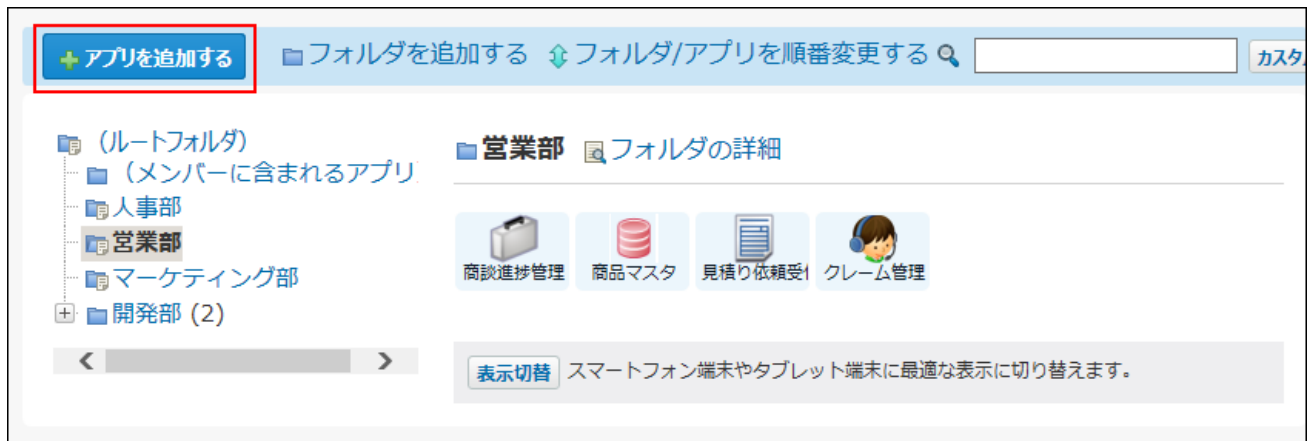 アプリを追加する フォルダを追加する フォルダ/アプリを順番変更する カスタ
(ルートフォルダ)
(メンバーに含まれるアプリ
人事部
営業部
マーケティング部
開発部 (2)
営業部 フォルダの詳細
商談進捗管理 商品マスタ 見積り依頼受 クレーム管理
表示切替 スマートフォン端末やタブレット端末に最適な表示に切り替えます。